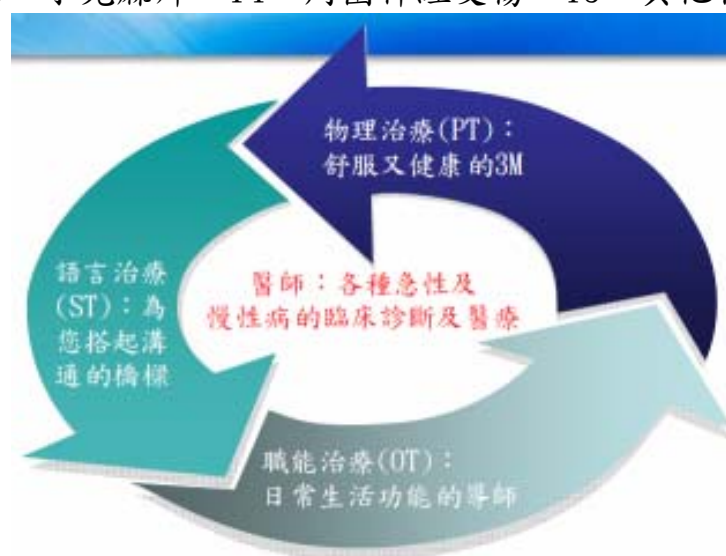 物理治療(PT)：
舒服又健康的3M
語言治療
(ST)：為
您搭起溝
通的橋樑
醫師：各種急性及
慢性病的臨床診斷及醫療
職能治療(OT)：
日常生活功能的導師